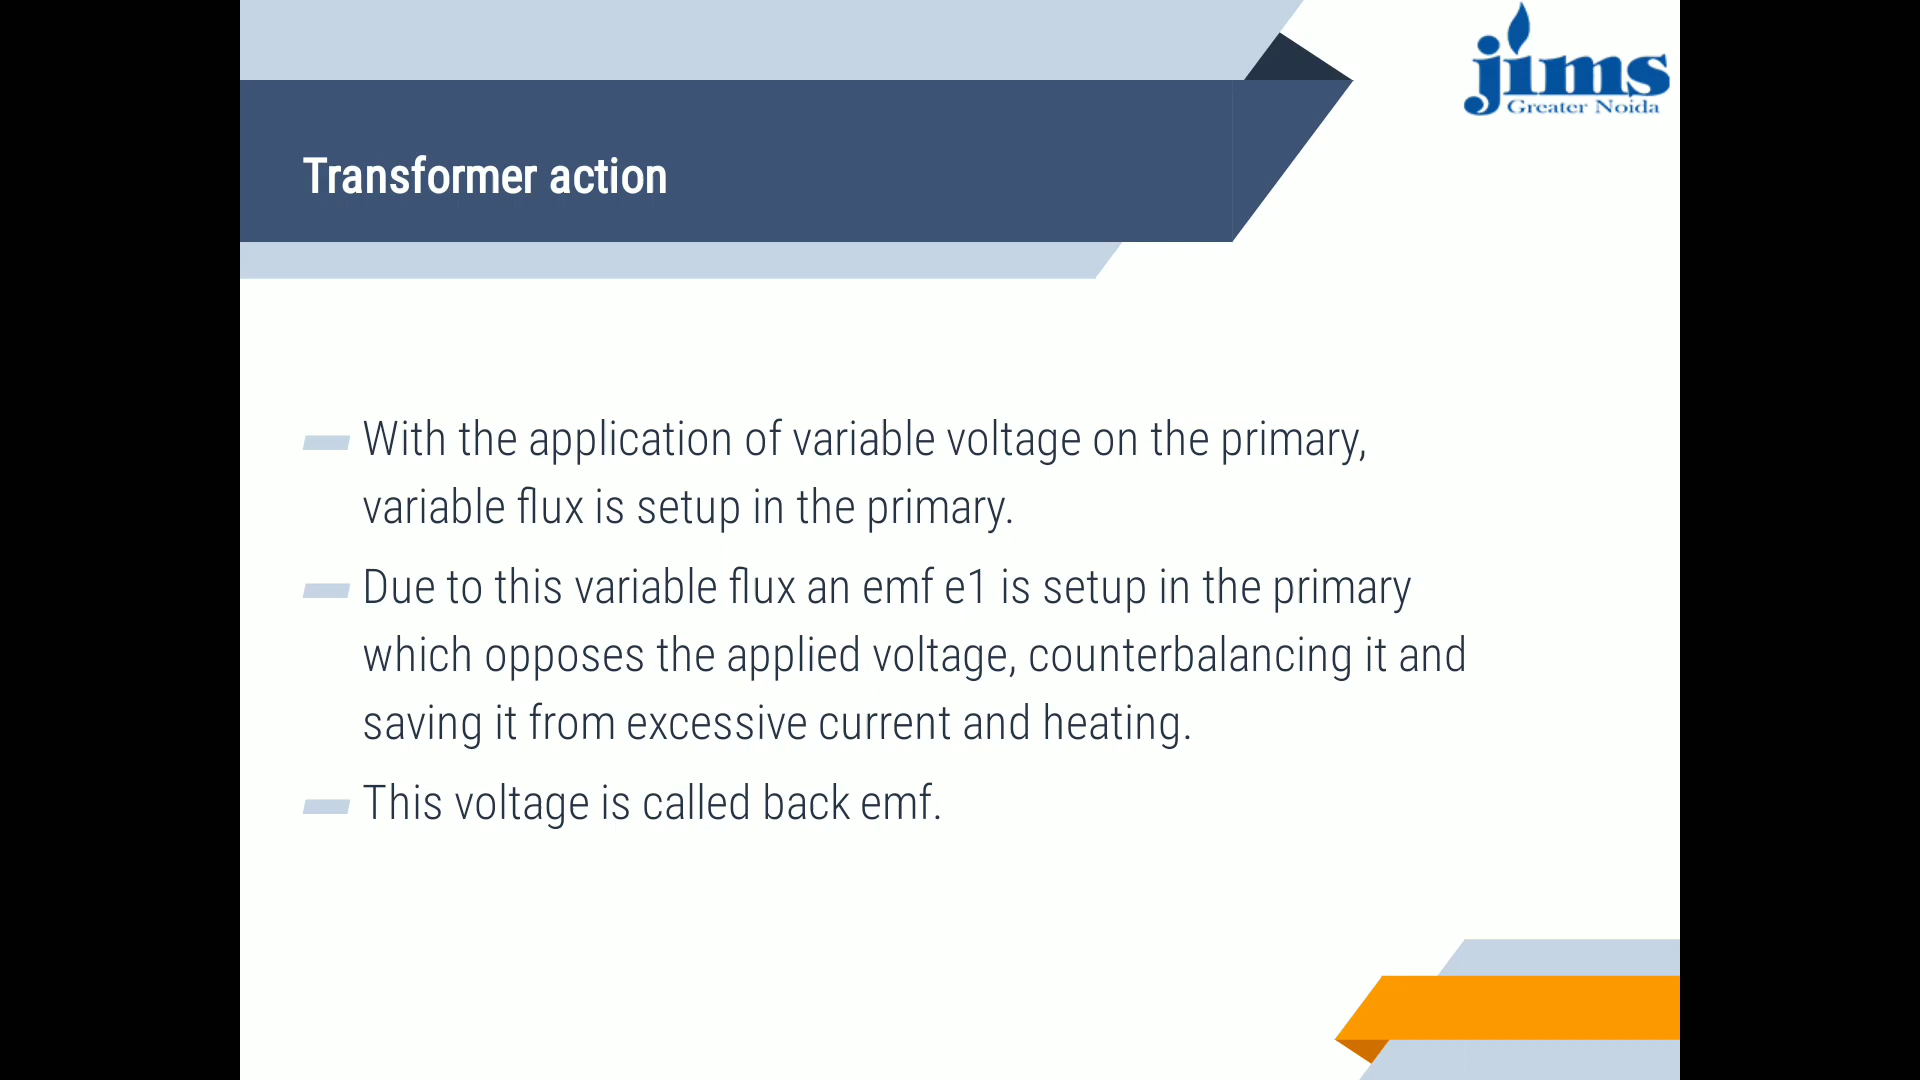 jims
Greater Noida
Transformer action
With the application of variable voltage on the primary,
variable flux is setup in the primary.
Due to this variable flux an emf e1 is setup in the primary
which opposes the applied voltage, counterbalancing it and
saving it from excessive current and heating.
This voltage is called back emf.